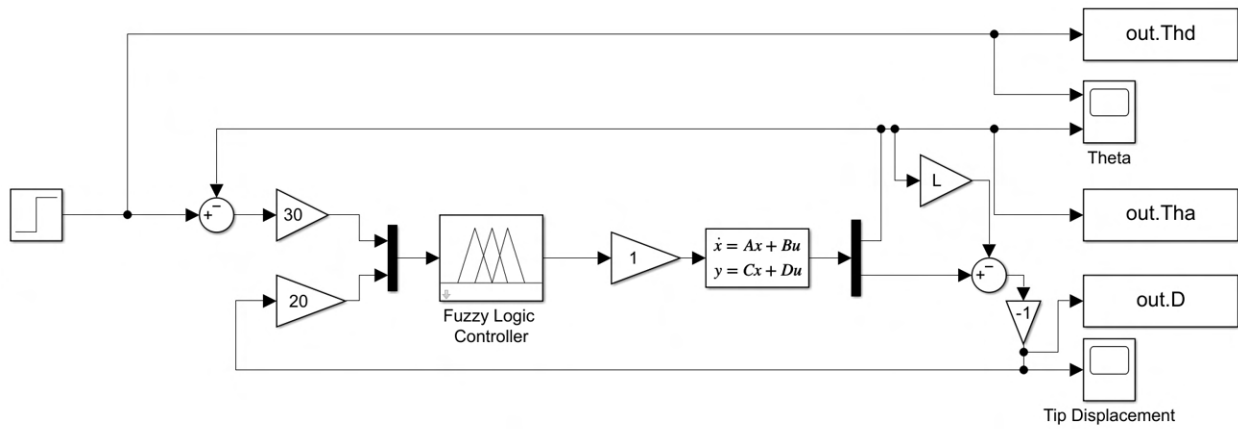 out.Thd
Theta
L
+ −
30
out.Tha
1
ẋ = Ax + Bu
y = Cx + Du
+ −
20
Fuzzy Logic
Controller
-1
out.D
Tip Displacement